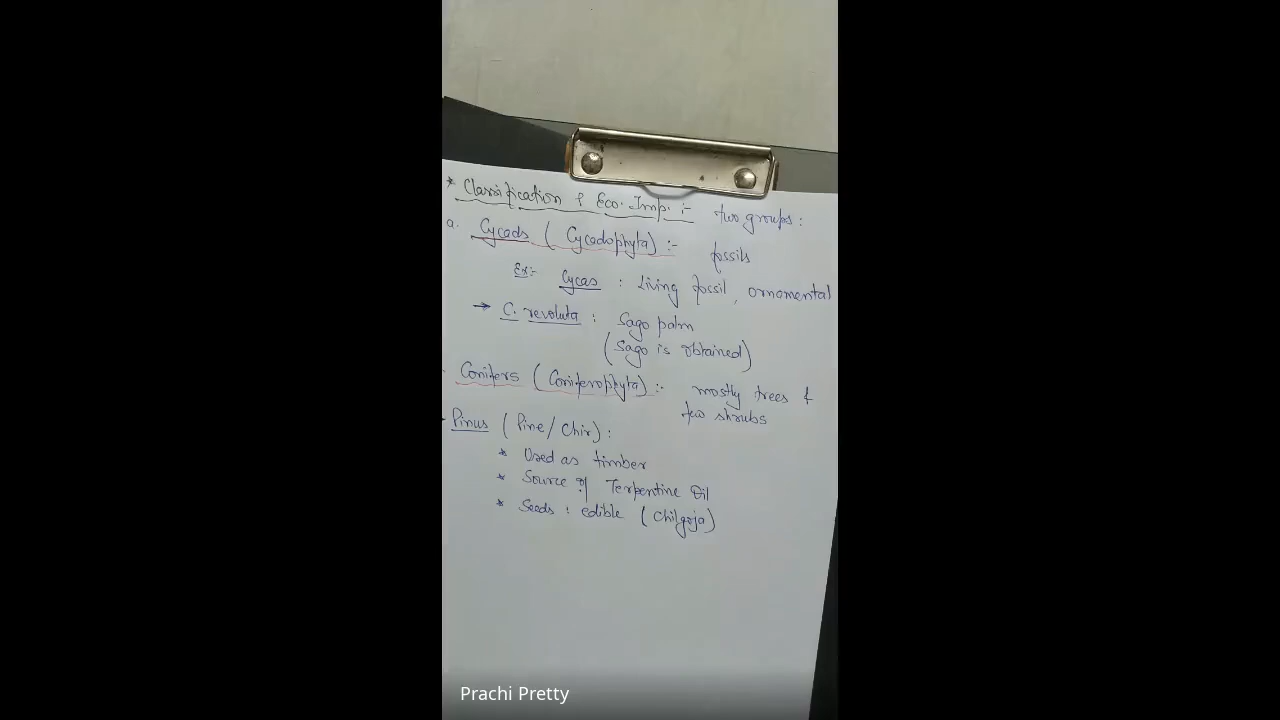 * Classification & Eco. Imp. :- two groups :
a. Cycads ( Cycadophyta) :- fossils
Ex:- Cycas : Living fossil, ornamental
→ C. revoluta : Sago palm
(Sago is obtained)
Conifers ( Coniferophyta) :- mostly trees &
few shrubs
Pinus ( Pine/ Chir) :
* Used as timber
* Source of Terpentine Oil
* Seeds : edible ( Chilgoja)
Prachi Pretty